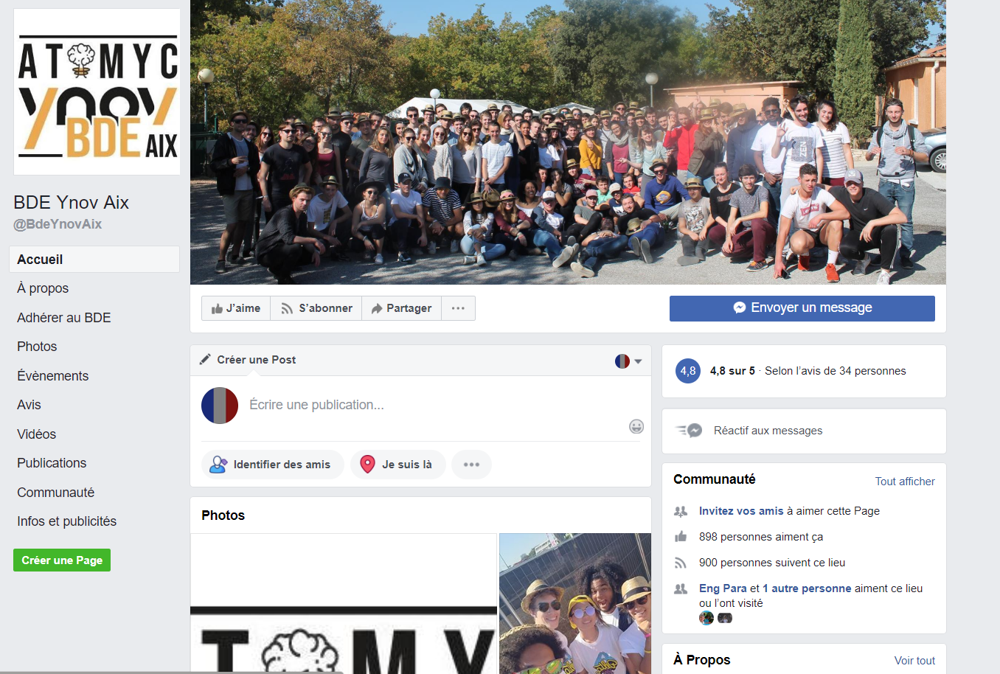 ATOMYC
YNOV
BDE AIX
BDE Ynov Aix
@BdeYnovAix
Accueil
À propos
Adhérer au BDE
Photos
Évènements
Avis
Vidéos
Publications
Communauté
Infos et publicités
Créer une Page
ZEN
J’aime
S’abonner
Partager
Envoyer un message
Créer une Post
Écrire une publication...
Identifier des amis
Je suis là
Photos
ATOMY
4,8
4,8 sur 5 · Selon l’avis de 34 personnes
Réactif aux messages
Communauté
Tout afficher
Invitez vos amis à aimer cette Page
898 personnes aiment ça
900 personnes suivent ce lieu
Eng Para et 1 autre personne aiment ce lieu
ou l’ont visité
À Propos
Voir tout